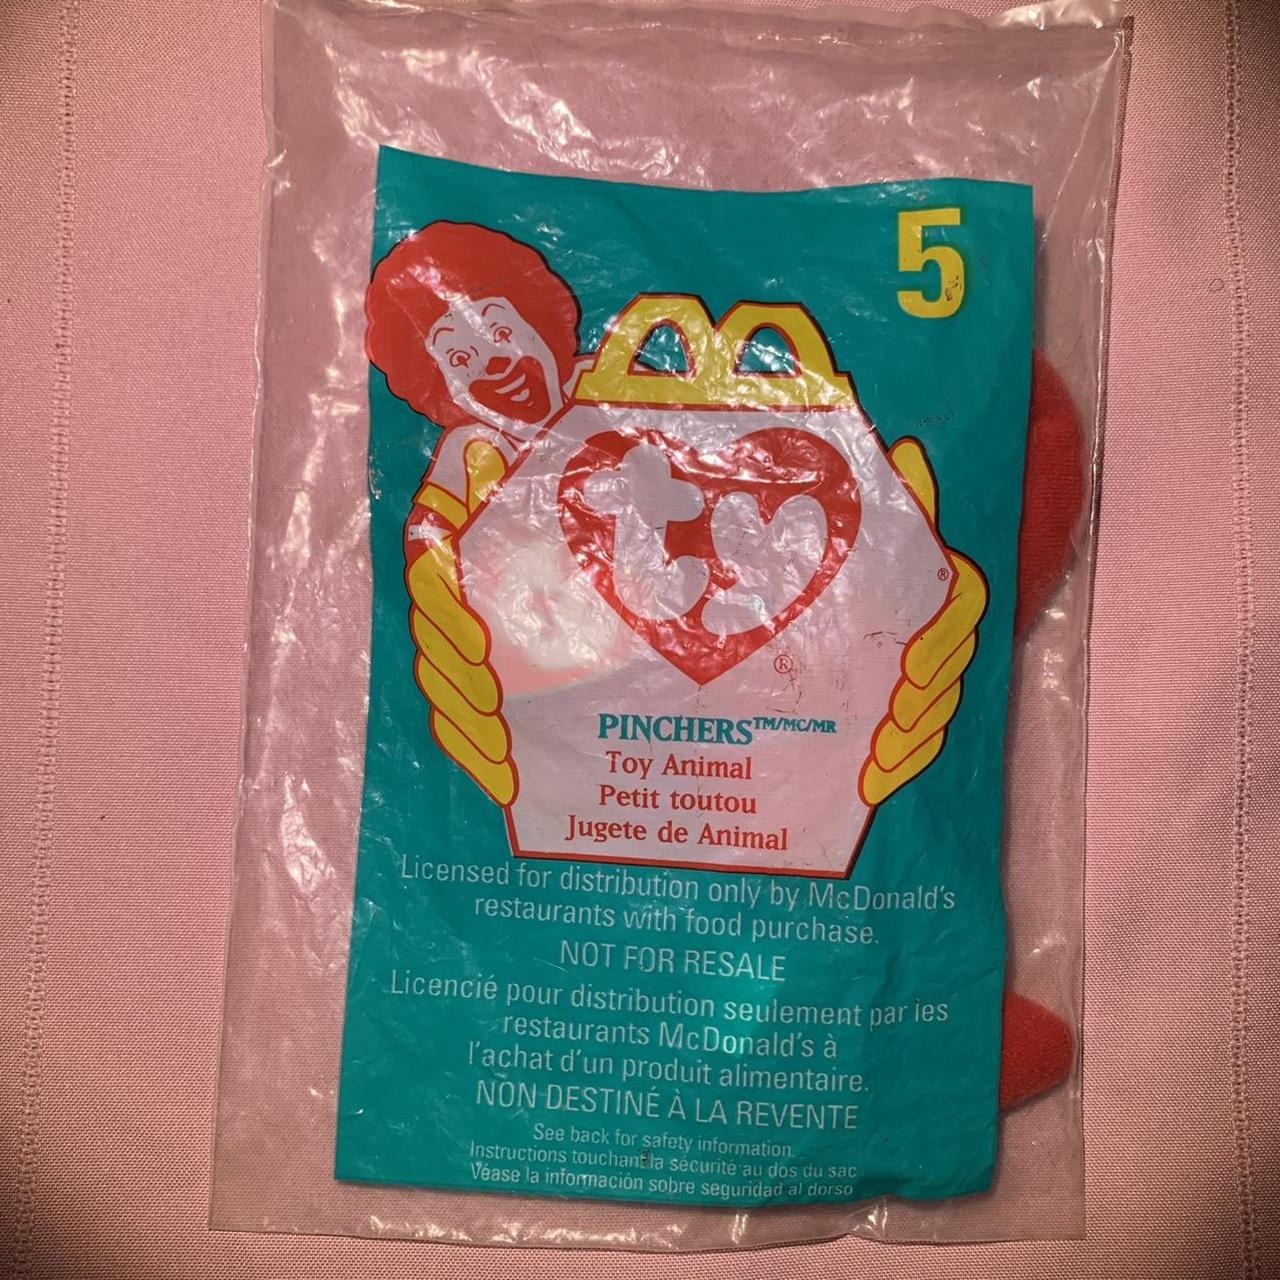 5
ty
®
®
PINCHERS™/MC/MR
Toy Animal
Petit toutou
Jugete de Animal
Licensed for distribution only by McDonald's
restaurants with food purchase.
NOT FOR RESALE
Licencié pour distribution seulement par les
restaurants McDonald's à
l'achat d'un produit alimentaire.
NON DESTINÉ À LA REVENTE
See back for safety information.
Instructions touchant la sécurité au dos du sac
Véase la información sobre seguridad al dorso